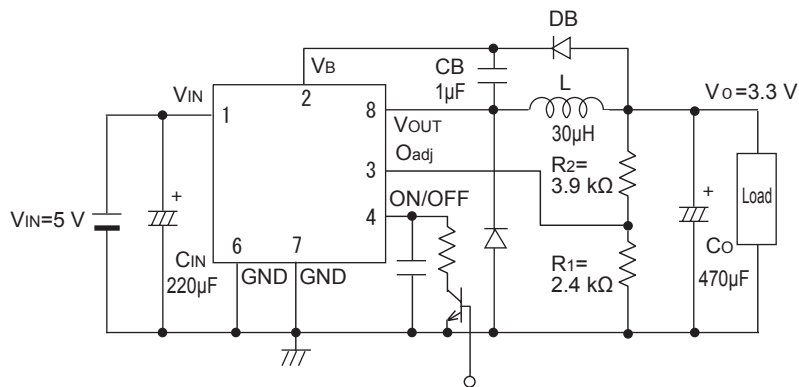 DB
VB
CB
1µF
L
VO=3.3 V
VIN
1
2
8
VOUT
30µH
Oadj
3
R2=
3.9 kΩ
ON/OFF
4
+
+
Load
VIN=5 V
CIN
220µF
6
7
GND
GND
R1=
2.4 kΩ
CO
470µF